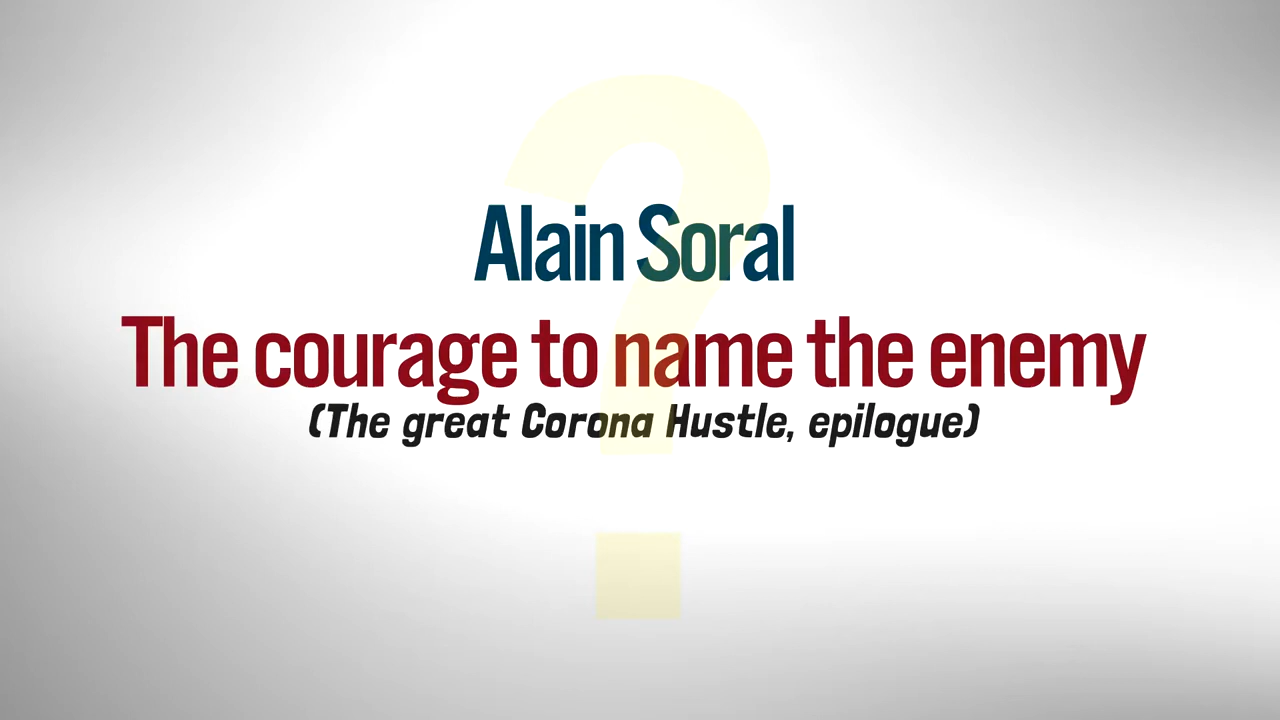 Alain Soral
The courage to name the enemy
(The great Corona Hustle, epilogue)
?